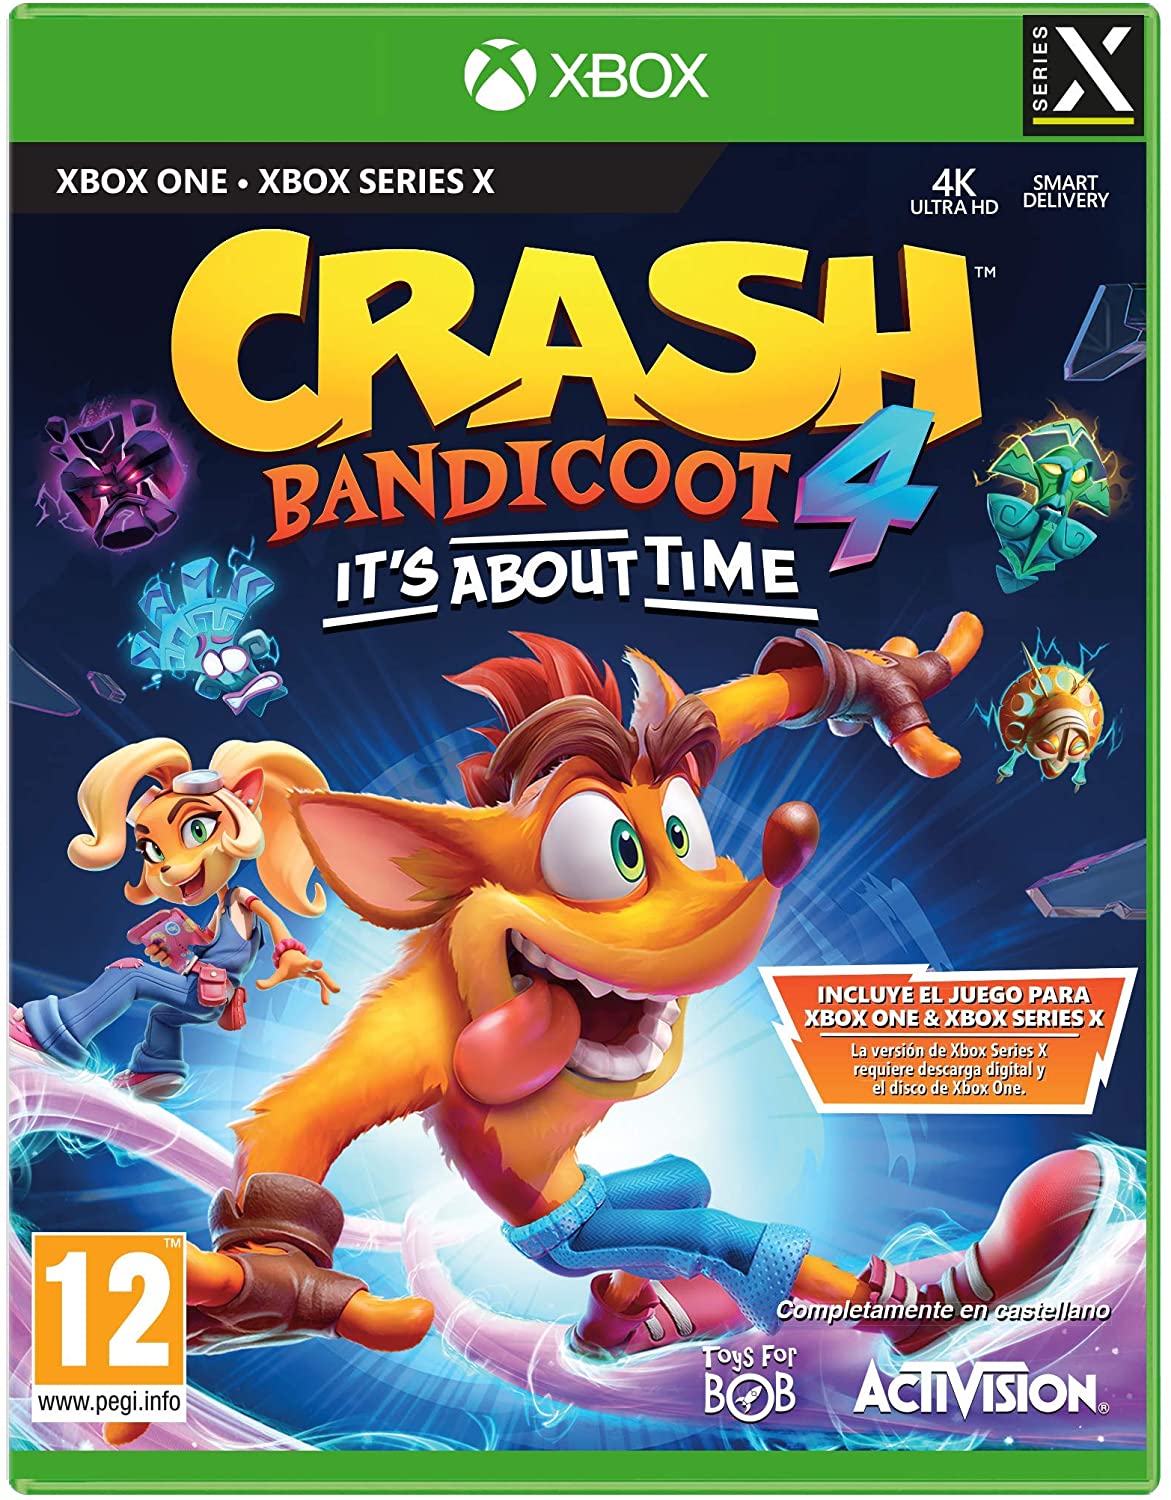 XBOX
SERIES X
XBOX ONE • XBOX SERIES X
4K
ULTRA HD
SMART
DELIVERY
CRASH™
BANDICOOT 4
IT'S ABOUT TIME
INCLUYE EL JUEGO PARA
XBOX ONE & XBOX SERIES X
La versión de Xbox Series X
requiere descarga digital y
el disco de Xbox One.
12™
www.pegi.info
Completamente en castellano
TOYS FOR
BOB
ACTIVISION®